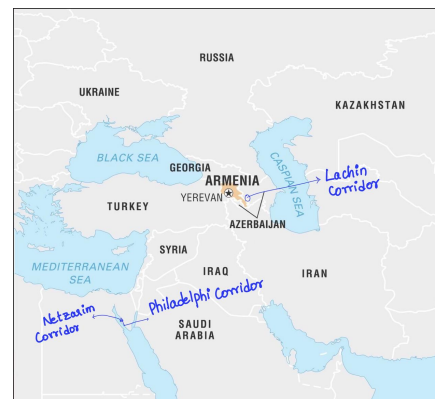 RUSSIA
UKRAINE
KAZAKHSTAN
BLACK SEA
GEORGIA
CASPIAN SEA
ARMENIA
Lachin
Corridor
YEREVAN
TURKEY
AZERBAIJAN
SYRIA
MEDITERRANEAN
SEA
IRAQ
IRAN
Netzarim
Corridor
Philadelphi Corridor
SAUDI
ARABIA